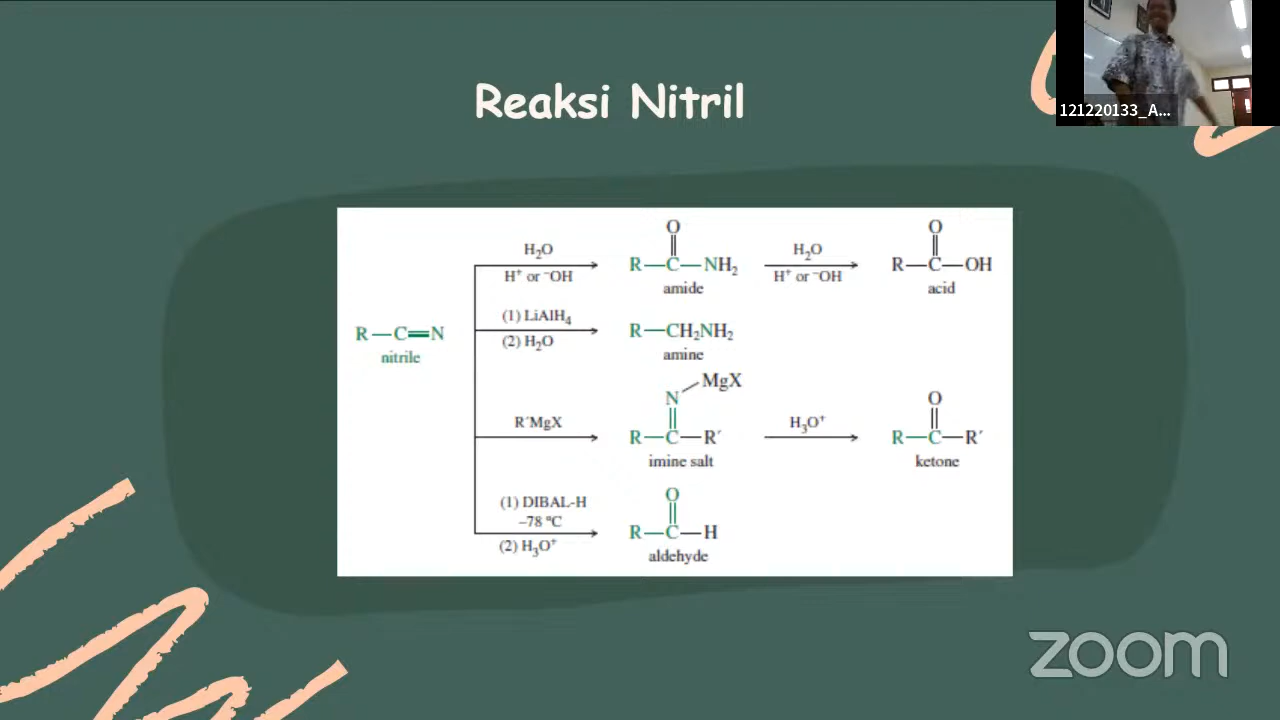 Reaksi Nitril
121220133_A...
R—C≡N
nitrile
H₂O
H⁺ or ⁻OH
O
R—C—NH₂
amide
H₂O
H⁺ or ⁻OH
O
R—C—OH
acid
(1) LiAlH₄
(2) H₂O
R—CH₂NH₂
amine
R´MgX
MgX
N
R—C—R´
imine salt
H₃O⁺
O
R—C—R´
ketone
(1) DIBAL-H
–78 °C
(2) H₃O⁺
O
R—C—H
aldehyde
zoom